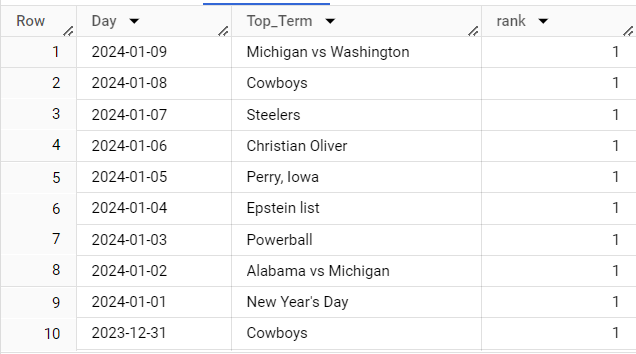 Row Day Top_Term rank
1 2024-01-09 Michigan vs Washington 1
2 2024-01-08 Cowboys 1
3 2024-01-07 Steelers 1
4 2024-01-06 Christian Oliver 1
5 2024-01-05 Perry, Iowa 1
6 2024-01-04 Epstein list 1
7 2024-01-03 Powerball 1
8 2024-01-02 Alabama vs Michigan 1
9 2024-01-01 New Year's Day 1
10 2023-12-31 Cowboys 1